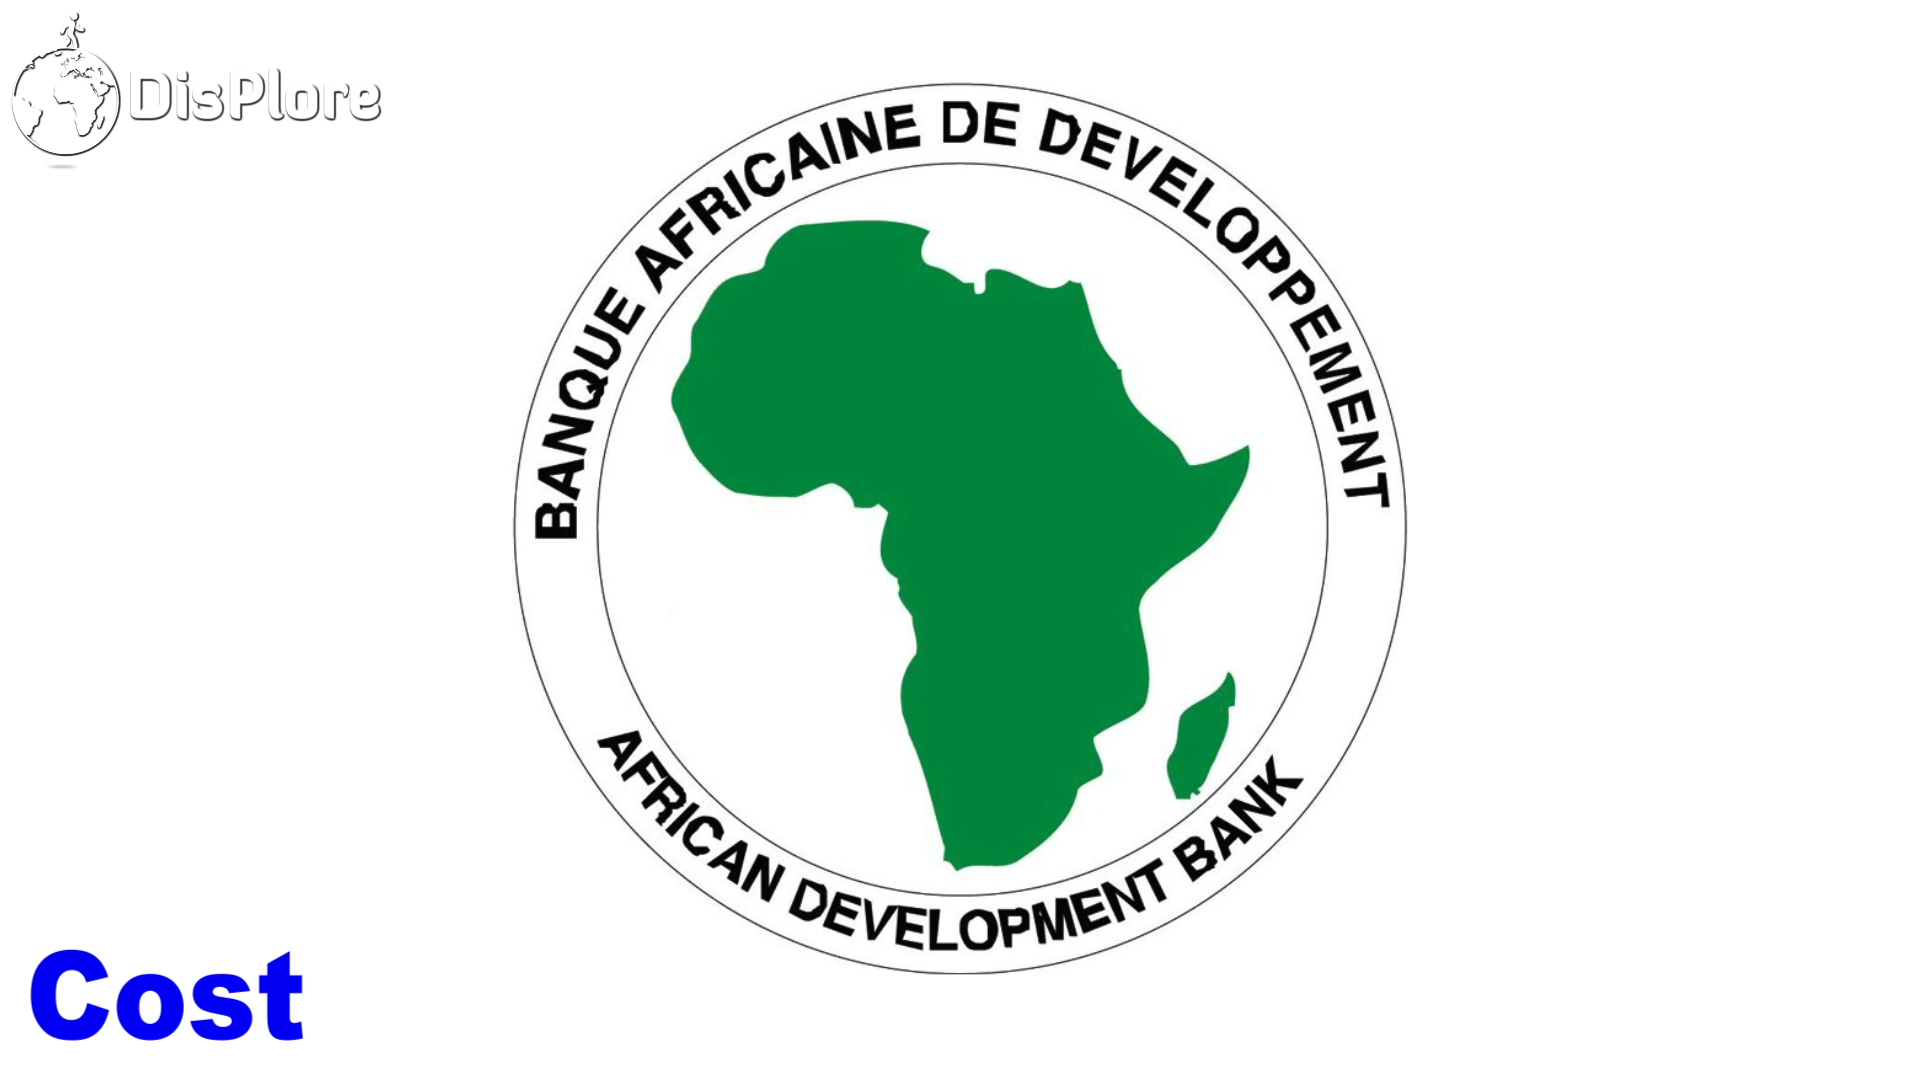 DisPlore
BANQUE AFRICAINE DE DEVELOPPEMENT
AFRICAN DEVELOPMENT BANK
Cost